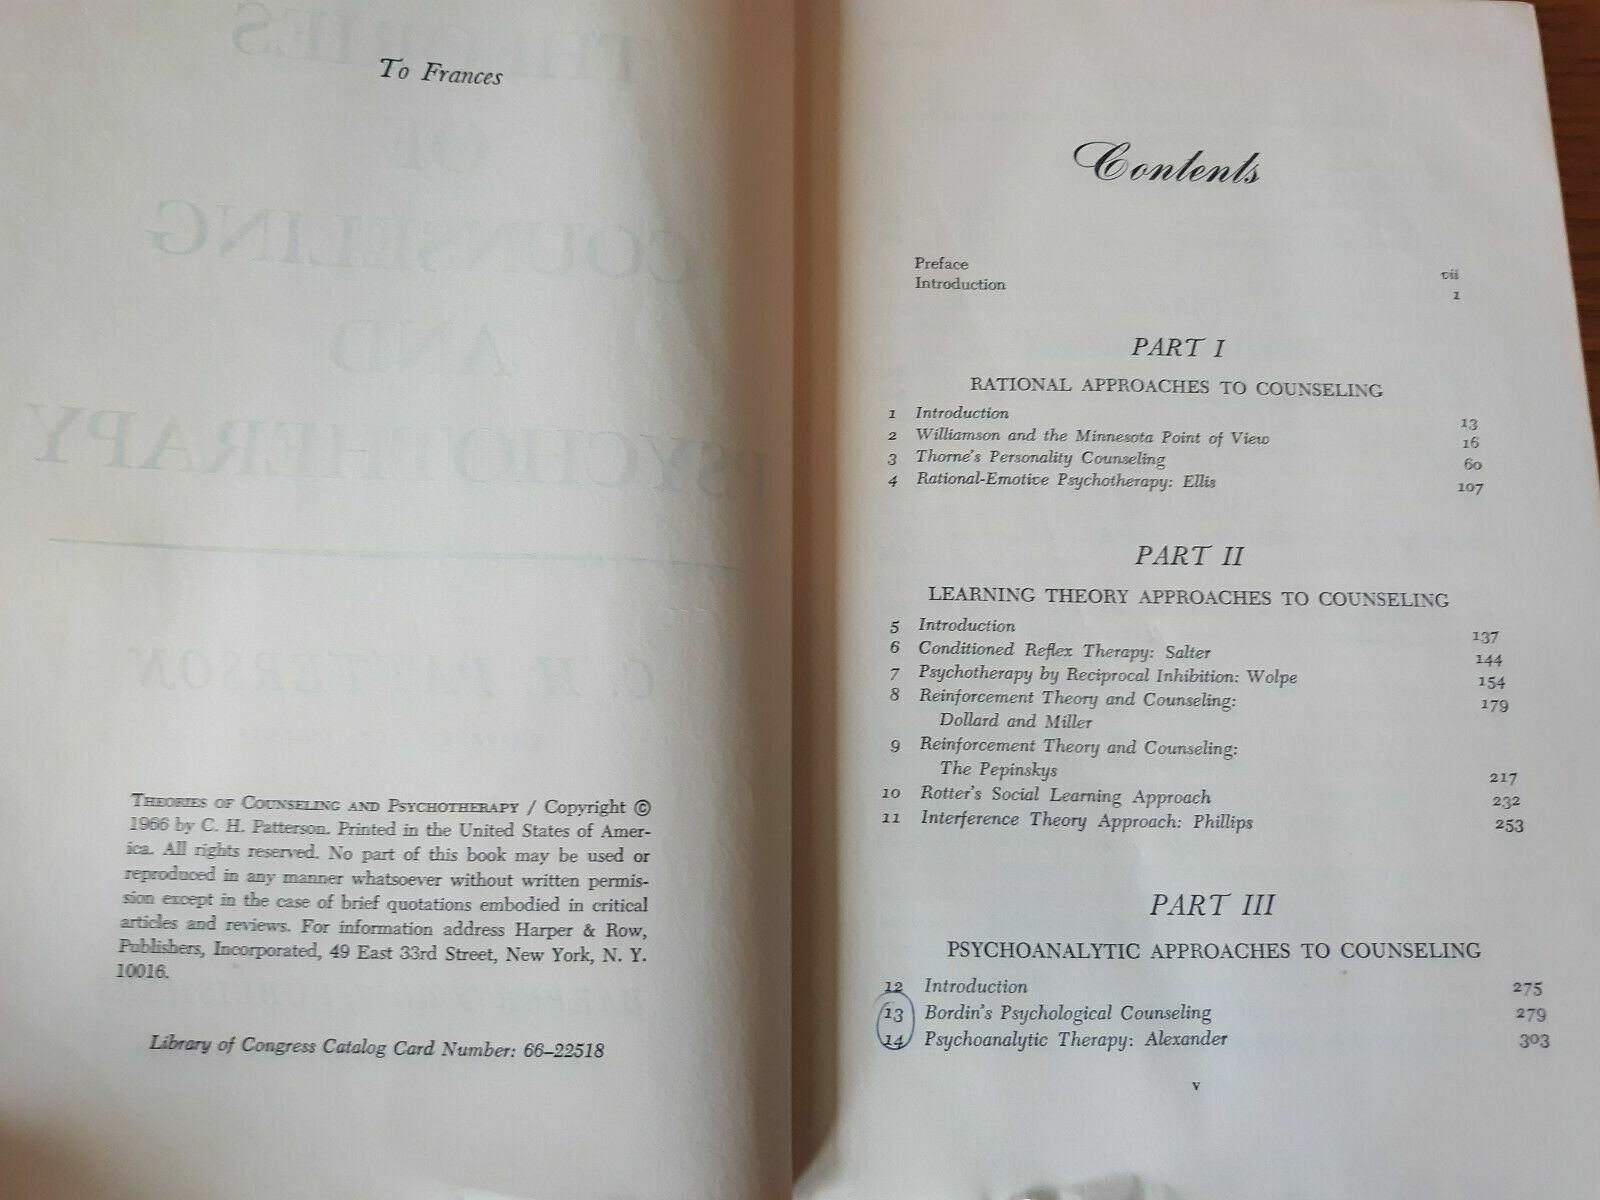 To Frances
THEORIES OF COUNSELING AND PSYCHOTHERAPY / Copyright ©
1966 by C. H. Patterson. Printed in the United States of Amer-
ica. All rights reserved. No part of this book may be used or
reproduced in any manner whatsoever without written permis-
sion except in the case of brief quotations embodied in critical
articles and reviews. For information address Harper & Row,
Publishers, Incorporated, 49 East 33rd Street, New York, N. Y.
10016.
Library of Congress Catalog Card Number: 66–22518
Contents
Preface vii
Introduction 1
PART I
RATIONAL APPROACHES TO COUNSELING
1 Introduction 13
2 Williamson and the Minnesota Point of View 16
3 Thorne's Personality Counseling 60
4 Rational-Emotive Psychotherapy: Ellis 107
PART II
LEARNING THEORY APPROACHES TO COUNSELING
5 Introduction 137
6 Conditioned Reflex Therapy: Salter 144
7 Psychotherapy by Reciprocal Inhibition: Wolpe 154
8 Reinforcement Theory and Counseling: 179
Dollard and Miller
9 Reinforcement Theory and Counseling:
The Pepinskys 217
10 Rotter's Social Learning Approach 232
11 Interference Theory Approach: Phillips 253
PART III
PSYCHOANALYTIC APPROACHES TO COUNSELING
12 Introduction 275
13 Bordin's Psychological Counseling 279
14 Psychoanalytic Therapy: Alexander 303
v